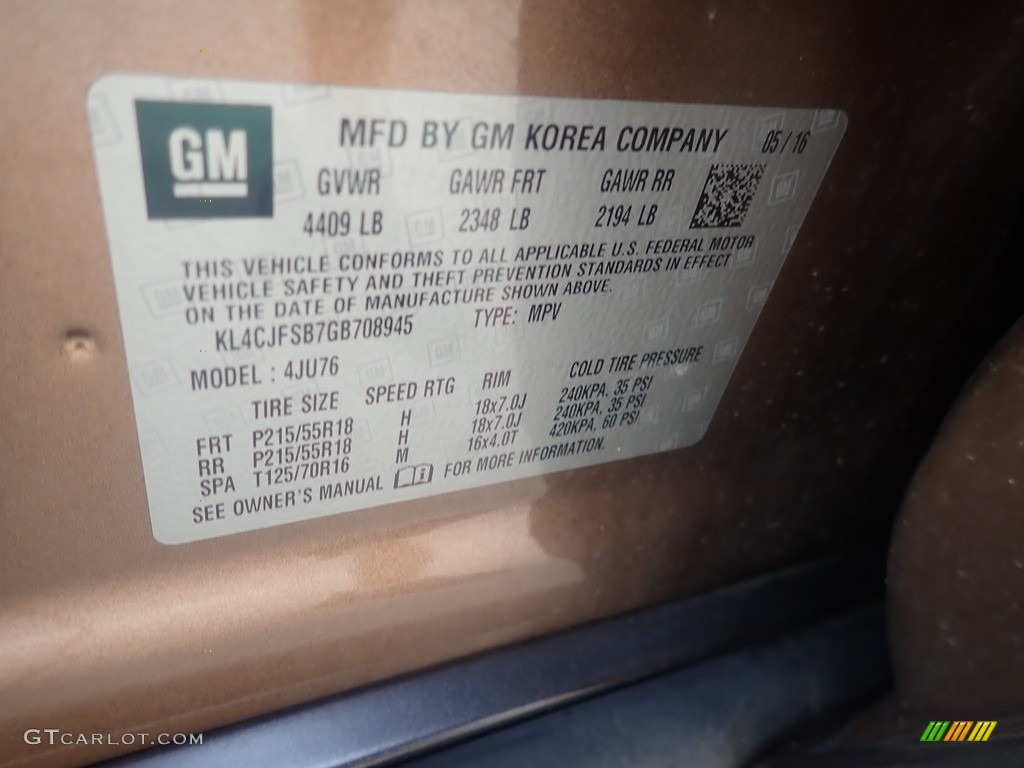 GM
MFD BY GM KOREA COMPANY 05/16
GVWR GAWR FRT GAWR RR
4409 LB 2348 LB 2194 LB
THIS VEHICLE CONFORMS TO ALL APPLICABLE U.S. FEDERAL MOTOR
VEHICLE SAFETY AND THEFT PREVENTION STANDARDS IN EFFECT
ON THE DATE OF MANUFACTURE SHOWN ABOVE.
KL4CJFSB7GB708945 TYPE: MPV
MODEL : 4JU76
TIRE SIZE SPEED RTG RIM COLD TIRE PRESSURE
FRT P215/55R18 H 18x7.0J 240KPA, 35 PSI
RR P215/55R18 H 18x7.0J 240KPA, 35 PSI
SPA T125/70R16 M 16x4.0T 420KPA, 60 PSI
SEE OWNER'S MANUAL FOR MORE INFORMATION.
GTCARLOT.COM